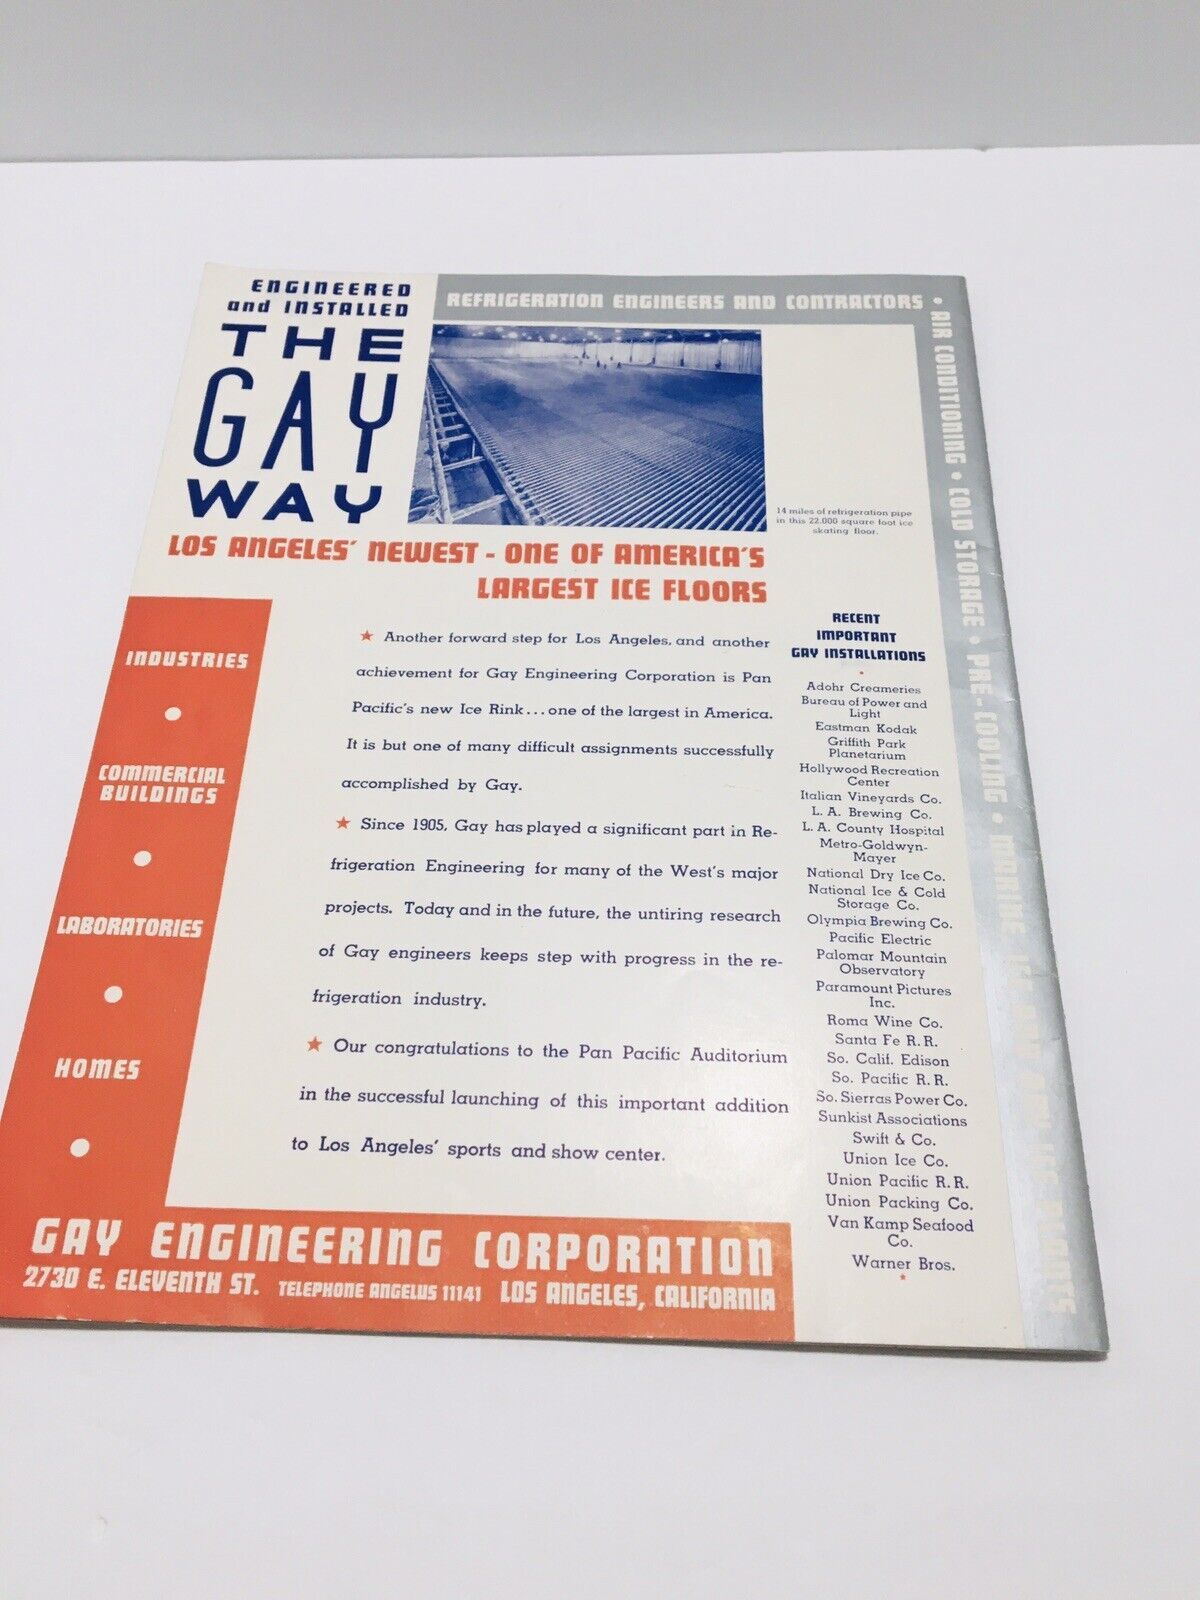 ENGINEERED
and INSTALLED
THE
GAY
WAY
REFRIGERATION ENGINEERS AND CONTRACTORS • AIR CONDITIONING • COLD STORAGE • PRE-COOLING • MARINE ICE AND PLANTS
14 miles of refrigeration pipe
in this 22,000 square foot ice
skating floor.
LOS ANGELES' NEWEST - ONE OF AMERICA'S
LARGEST ICE FLOORS
INDUSTRIES
•
COMMERCIAL
BUILDINGS
•
LABORATORIES
•
HOMES
•
★ Another forward step for Los Angeles, and another
achievement for Gay Engineering Corporation is Pan
Pacific's new Ice Rink...one of the largest in America.
It is but one of many difficult assignments successfully
accomplished by Gay.
★ Since 1905, Gay has played a significant part in Re-
frigeration Engineering for many of the West's major
projects. Today and in the future, the untiring research
of Gay engineers keeps step with progress in the re-
frigeration industry.
★ Our congratulations to the Pan Pacific Auditorium
in the successful launching of this important addition
to Los Angeles' sports and show center.
RECENT
IMPORTANT
GAY INSTALLATIONS
•
Adohr Creameries
Bureau of Power and
Light
Eastman Kodak
Griffith Park
Planetarium
Hollywood Recreation
Center
Italian Vineyards Co.
L. A. Brewing Co.
L. A. County Hospital
Metro-Goldwyn-
Mayer
National Dry Ice Co.
National Ice & Cold
Storage Co.
Olympia Brewing Co.
Pacific Electric
Palomar Mountain
Observatory
Paramount Pictures
Inc.
Roma Wine Co.
Santa Fe R. R.
So. Calif. Edison
So. Pacific R. R.
So. Sierras Power Co.
Sunkist Associations
Swift & Co.
Union Ice Co.
Union Pacific R. R.
Union Packing Co.
Van Kamp Seafood
Co.
Warner Bros.
★
GAY ENGINEERING CORPORATION
2730 E. ELEVENTH ST. TELEPHONE ANGELUS 11141 LOS ANGELES, CALIFORNIA